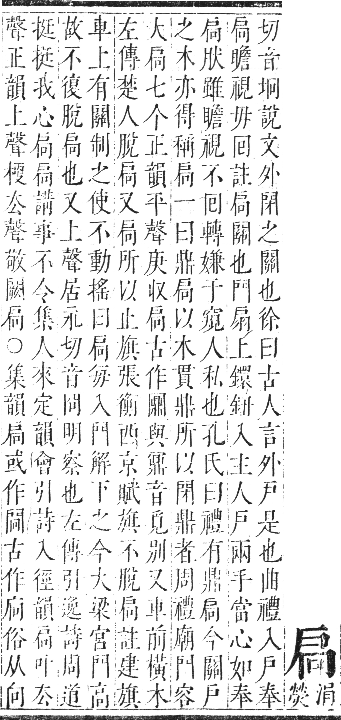 扃
涓熒
切音坰說文外閉之關也徐曰古人言外戶是也曲禮入戶奉
扃瞻視毋回註扃關也門扇上鐶鈕入主人戶兩手當心如奉
扃狀雖瞻視不回轉嫌于窺人私也孔氏曰禮有鼎扃今關戶
之木亦得稱扃一曰鼎扃以木貫鼎所以閉鼎者周禮廟門容
大扃七个正韻平聲庚收扃古作鼏與鼏音覓別又車前橫木
左傳楚人脫扃又扃所以止旗張衡西京賦旗不脫扃註建旗
車上有關制之使不動搖曰扃每入門解下之今大梁宮門高
故不復脫扃也又上聲居永切音冋明察也左傳引逸詩周道
挺挺我心扃扃講事不令集人來定韻會引詩入徑韻扃叶去
聲正韻上聲梗去聲敬闕扃○集韻扃或作閫古作扄俗从向